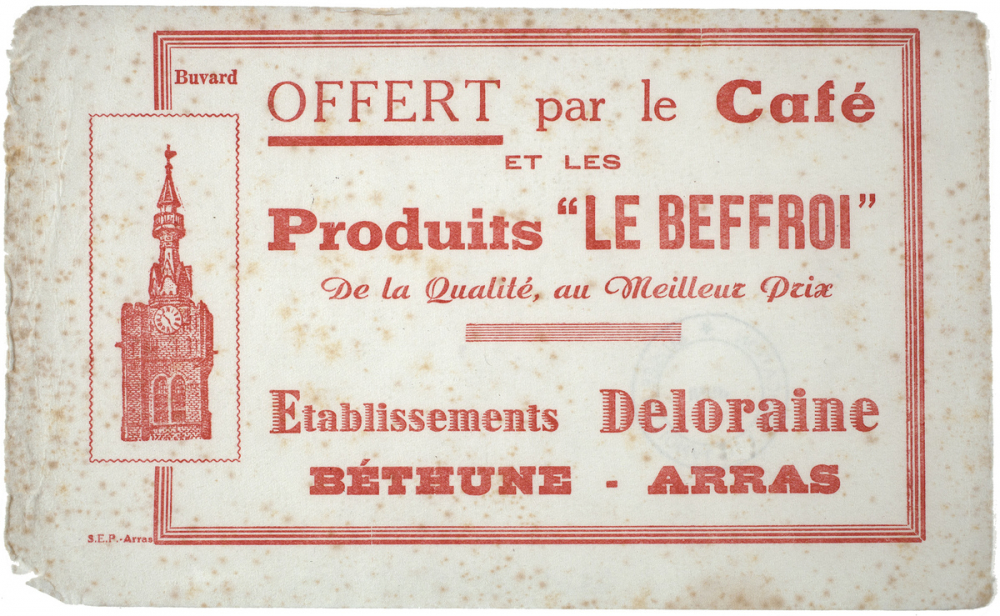 Buvard
OFFERT par le Café
ET LES
Produits "LE BEFFROI"
De la Qualité, au Meilleur Prix
Etablissements Deloraine
BÉTHUNE - ARRAS
S.E.P.-Arras